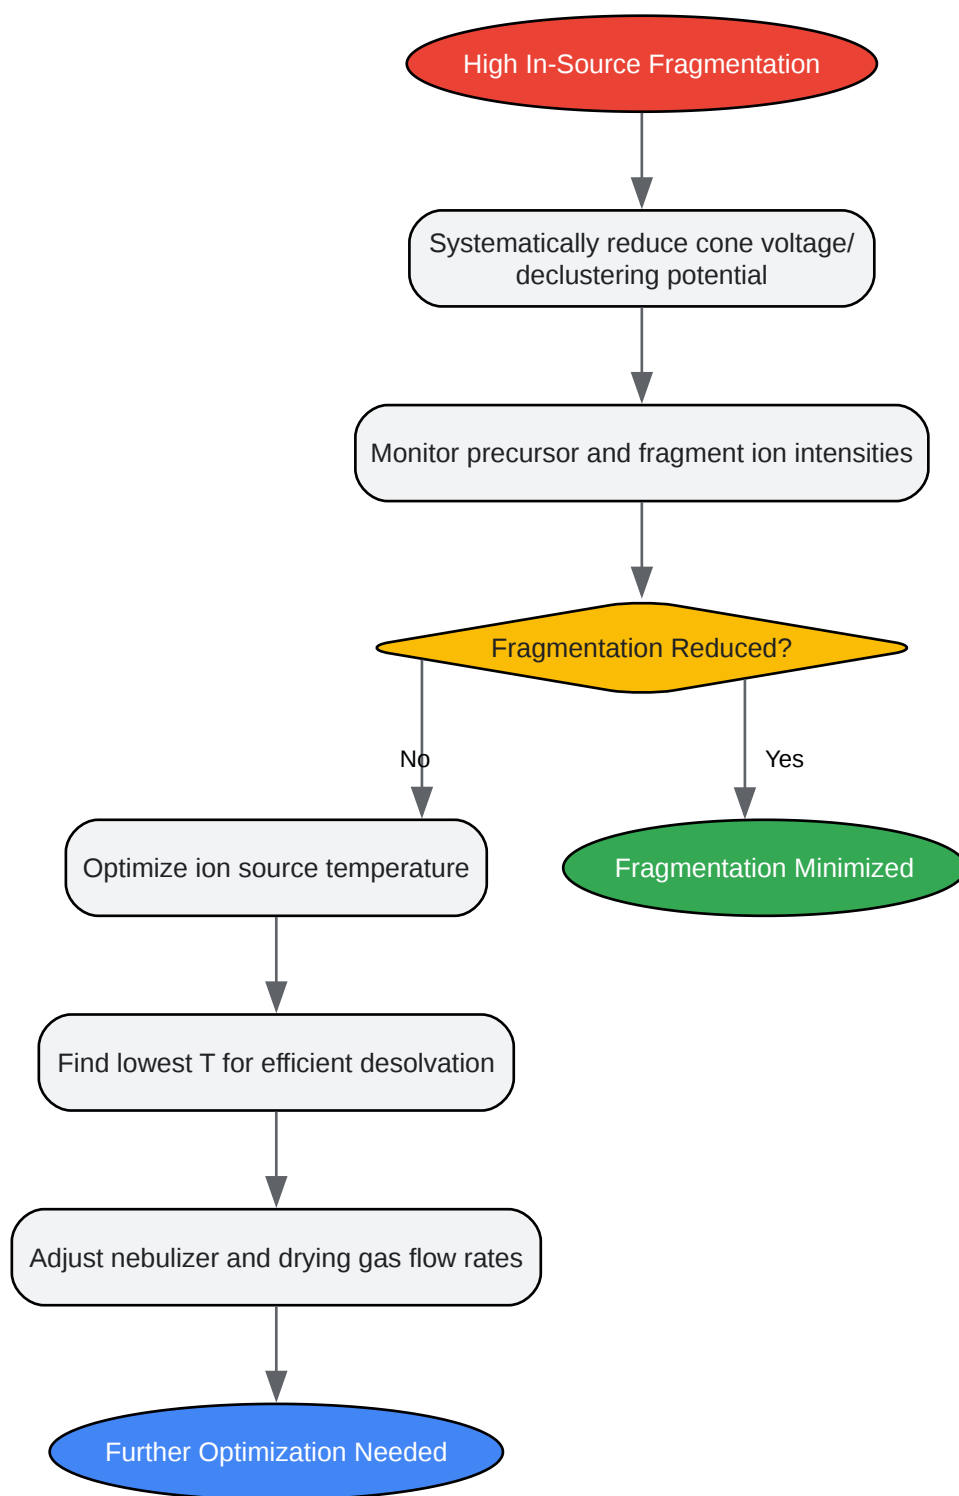 High In-Source Fragmentation
Systematically reduce cone voltage/
declustering potential
Monitor precursor and fragment ion intensities
Fragmentation Reduced?
No
Yes
Optimize ion source temperature
Fragmentation Minimized
Find lowest T for efficient desolvation
Adjust nebulizer and drying gas flow rates
Further Optimization Needed